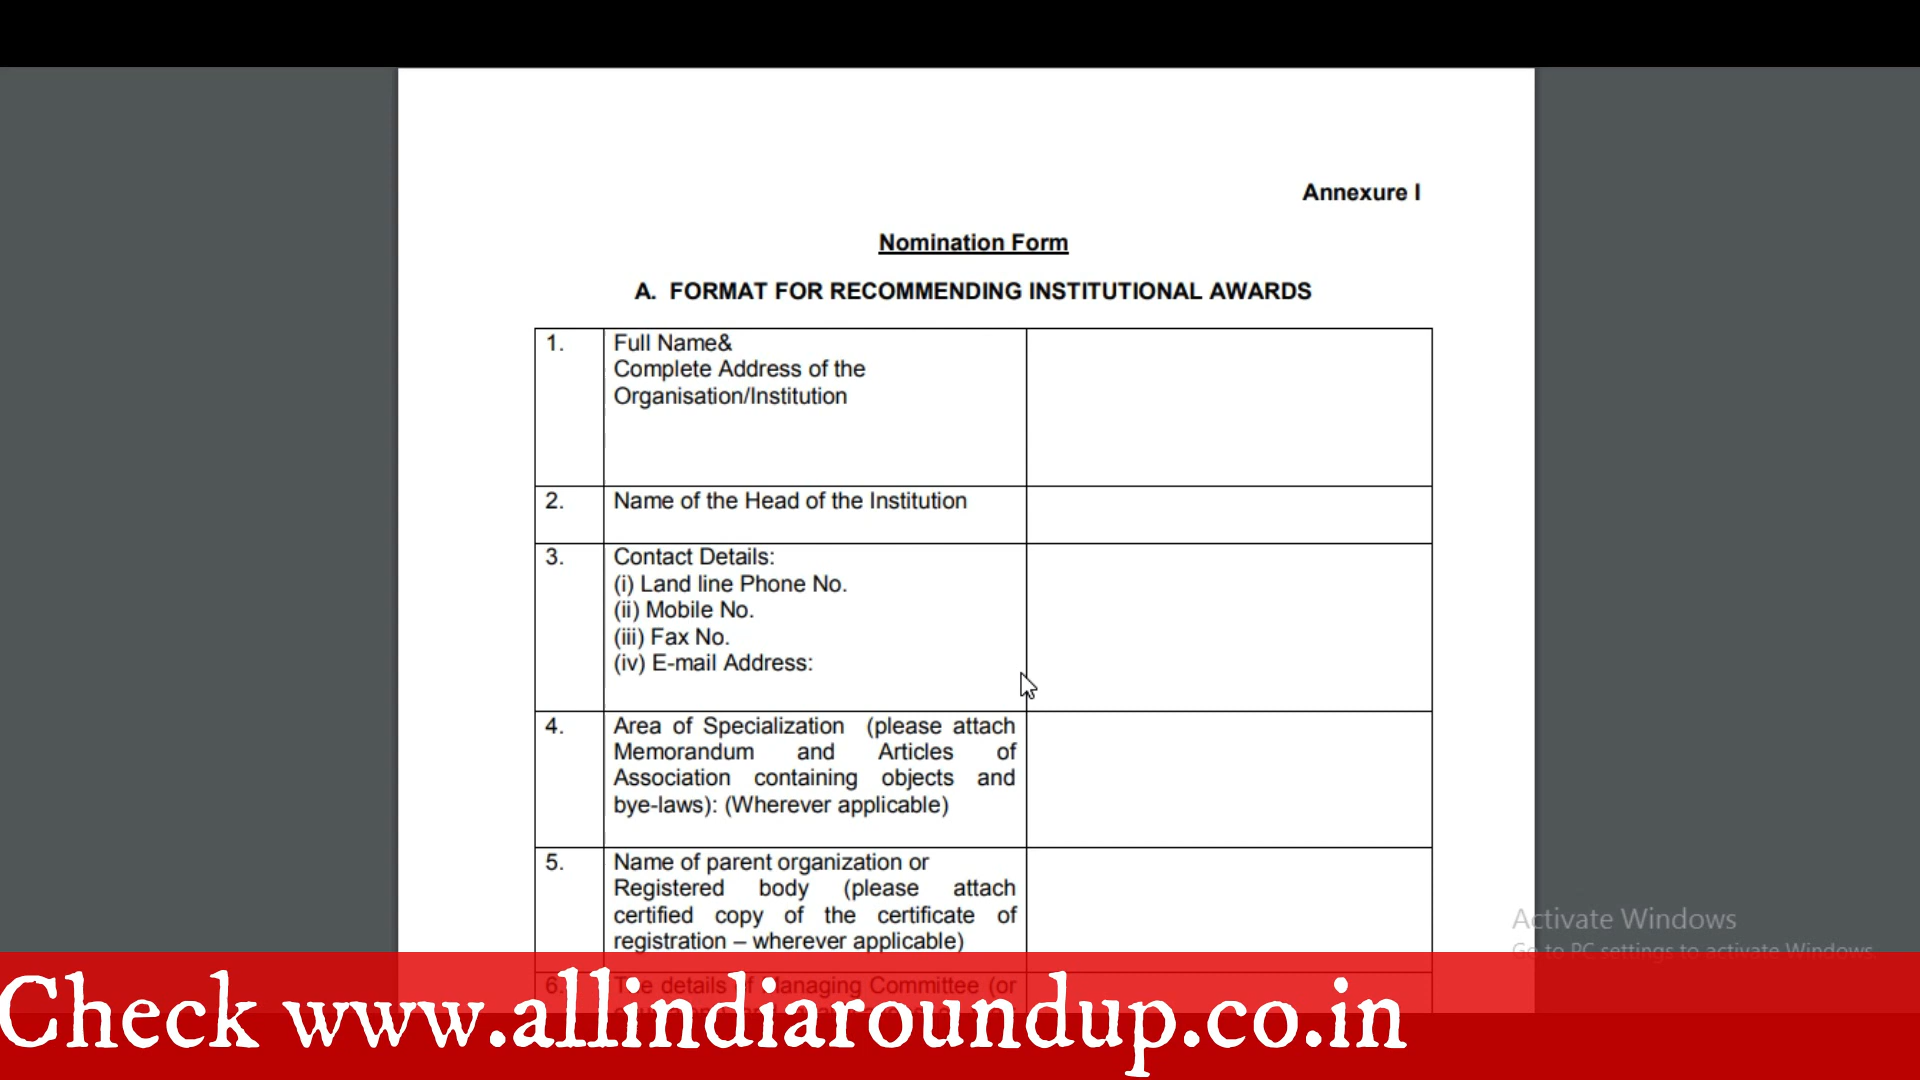 Annexure I
Nomination Form
A. FORMAT FOR RECOMMENDING INSTITUTIONAL AWARDS
1. Full Name&
Complete Address of the
Organisation/Institution
2. Name of the Head of the Institution
3. Contact Details:
(i) Land line Phone No.
(ii) Mobile No.
(iii) Fax No.
(iv) E-mail Address:
4. Area of Specialization (please attach
Memorandum and Articles of
Association containing objects and
bye-laws): (Wherever applicable)
5. Name of parent organization or
Registered body (please attach
certified copy of the certificate of
registration – wherever applicable)
6. The details of Managing Committee (or
Activate Windows
Go to PC settings to activate Windows.
Check www.allindiaroundup.co.in